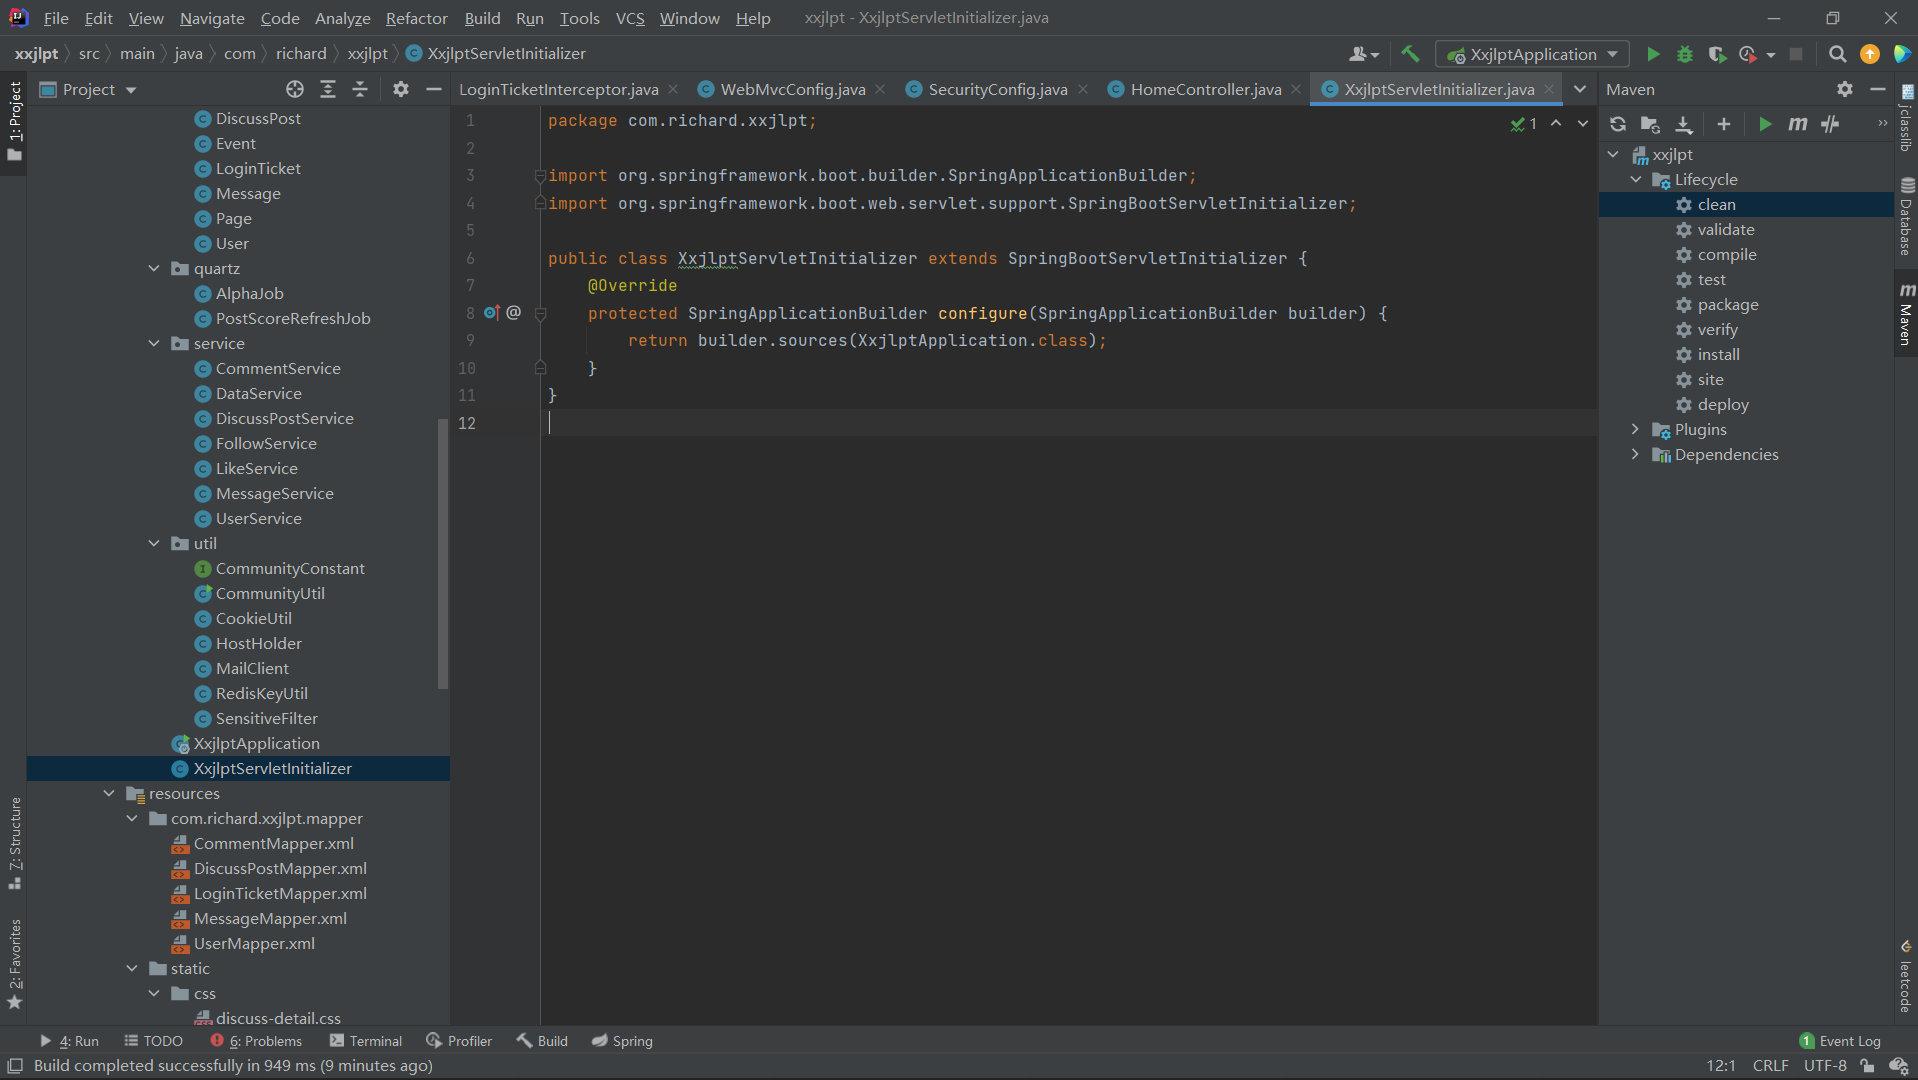 File Edit View Navigate Code Analyze Refactor Build Run Tools VCS Window Help xxjlpt - XxjlptServletInitializer.java
xxjlpt src main java com richard xxjlpt XxjlptServletInitializer
XxjlptApplication
1: Project
7: Structure
2: Favorites
Project
DiscussPost
Event
LoginTicket
Message
Page
User
quartz
AlphaJob
PostScoreRefreshJob
service
CommentService
DataService
DiscussPostService
FollowService
LikeService
MessageService
UserService
util
CommunityConstant
CommunityUtil
CookieUtil
HostHolder
MailClient
RedisKeyUtil
SensitiveFilter
XxjlptApplication
XxjlptServletInitializer
resources
com.richard.xxjlpt.mapper
CommentMapper.xml
DiscussPostMapper.xml
LoginTicketMapper.xml
MessageMapper.xml
UserMapper.xml
static
css
discuss-detail.css
LoginTicketInterceptor.java WebMvcConfig.java SecurityConfig.java HomeController.java XxjlptServletInitializer.java
1 package com.richard.xxjlpt;
2
3 import org.springframework.boot.builder.SpringApplicationBuilder;
4 import org.springframework.boot.web.servlet.support.SpringBootServletInitializer;
5
6 public class XxjlptServletInitializer extends SpringBootServletInitializer {
7 @Override
8 @ protected SpringApplicationBuilder configure(SpringApplicationBuilder builder) {
9 return builder.sources(XxjlptApplication.class);
10 }
11 }
12
1
Maven
xxjlpt
Lifecycle
clean
validate
compile
test
package
verify
install
site
deploy
Plugins
Dependencies
jclasslib
Database
Maven
leetcode
4: Run TODO 6: Problems Terminal Profiler Build Spring 1 Event Log
Build completed successfully in 949 ms (9 minutes ago) 12:1 CRLF UTF-8